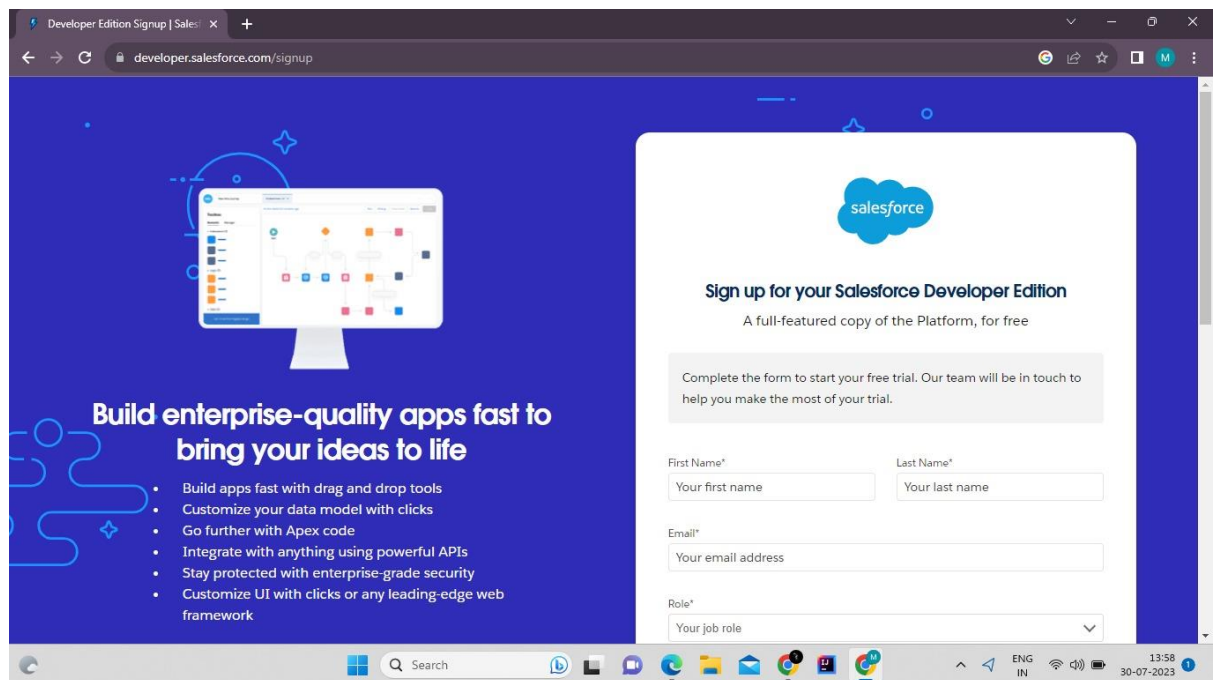 Developer Edition Signup | Sales
developer.salesforce.com/signup
M
salesforce
Sign up for your Salesforce Developer Edition
A full-featured copy of the Platform, for free
Complete the form to start your free trial. Our team will be in touch to
help you make the most of your trial.
Build enterprise-quality apps fast to
bring your ideas to life
Build apps fast with drag and drop tools
Customize your data model with clicks
Go further with Apex code
Integrate with anything using powerful APIs
Stay protected with enterprise-grade security
Customize UI with clicks or any leading-edge web
framework
First Name* Last Name*
Your first name Your last name
Email*
Your email address
Role*
Your job role
Search
ENG
IN
13:58
30-07-2023
1